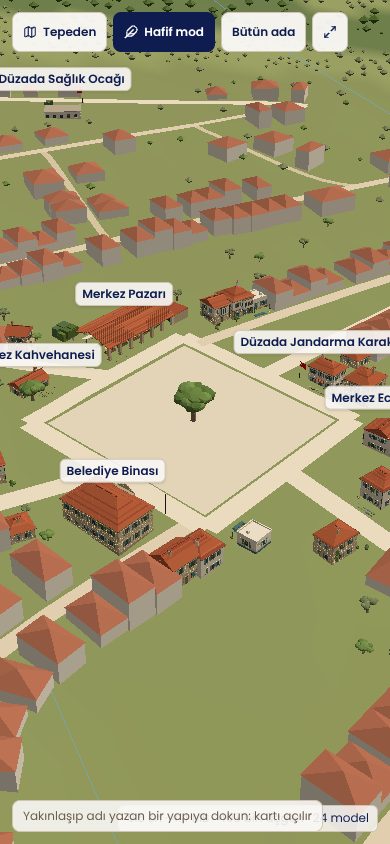 Tepeden
Hafif mod
Bütün ada
Düzada Sağlık Ocağı
Merkez Pazarı
Düzada Jandarma Karak
ez Kahvehanesi
Merkez Ec
Belediye Binası
Yakınlaşıp adı yazan bir yapıya dokun: kartı açılır
4 model